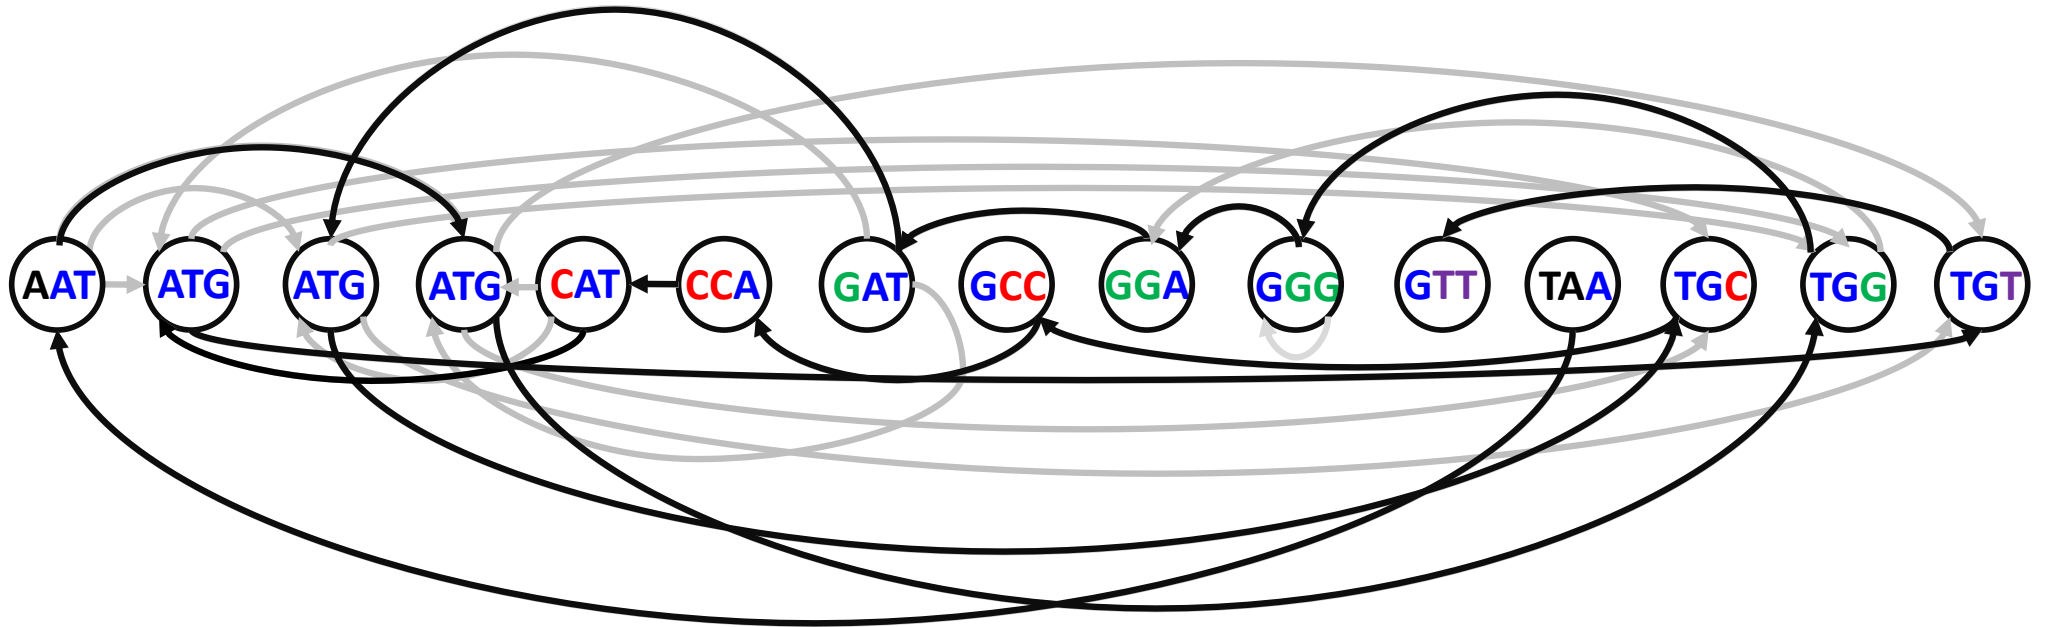 AAT ATG ATG ATG CAT CCA GAT GCC GGA GGG GTT TAA TGC TGG TGT